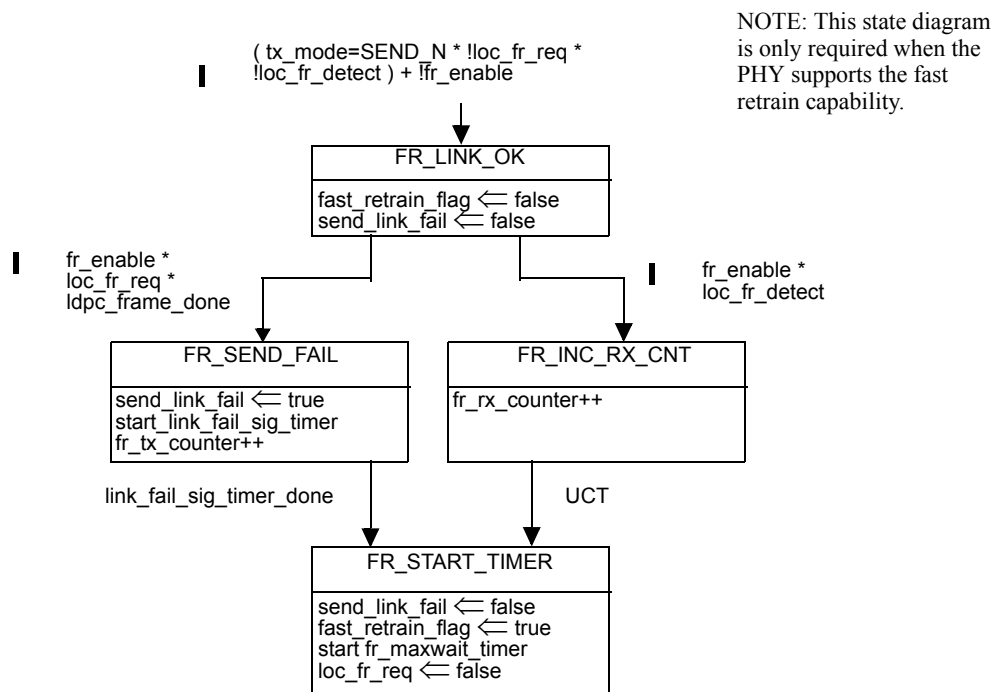 NOTE: This state diagram
is only required when the
PHY supports the fast
retrain capability.
( tx_mode=SEND_N * !loc_fr_req *
!loc_fr_detect ) + !fr_enable
FR_LINK_OK
fast_retrain_flag ⇐ false
send_link_fail ⇐ false
fr_enable *
loc_fr_req *
ldpc_frame_done
fr_enable *
loc_fr_detect
FR_SEND_FAIL
send_link_fail ⇐ true
start_link_fail_sig_timer
fr_tx_counter++
FR_INC_RX_CNT
fr_rx_counter++
link_fail_sig_timer_done
UCT
FR_START_TIMER
send_link_fail ⇐ false
fast_retrain_flag ⇐ true
start fr_maxwait_timer
loc_fr_req ⇐ false